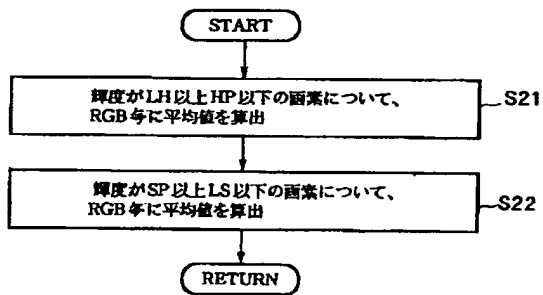 START
輝度がLH以上HP以下の画素について、
RGB毎に平均値を算出
S21
輝度がSP以上LS以下の画素について、
RGB毎に平均値を算出
S22
RETURN